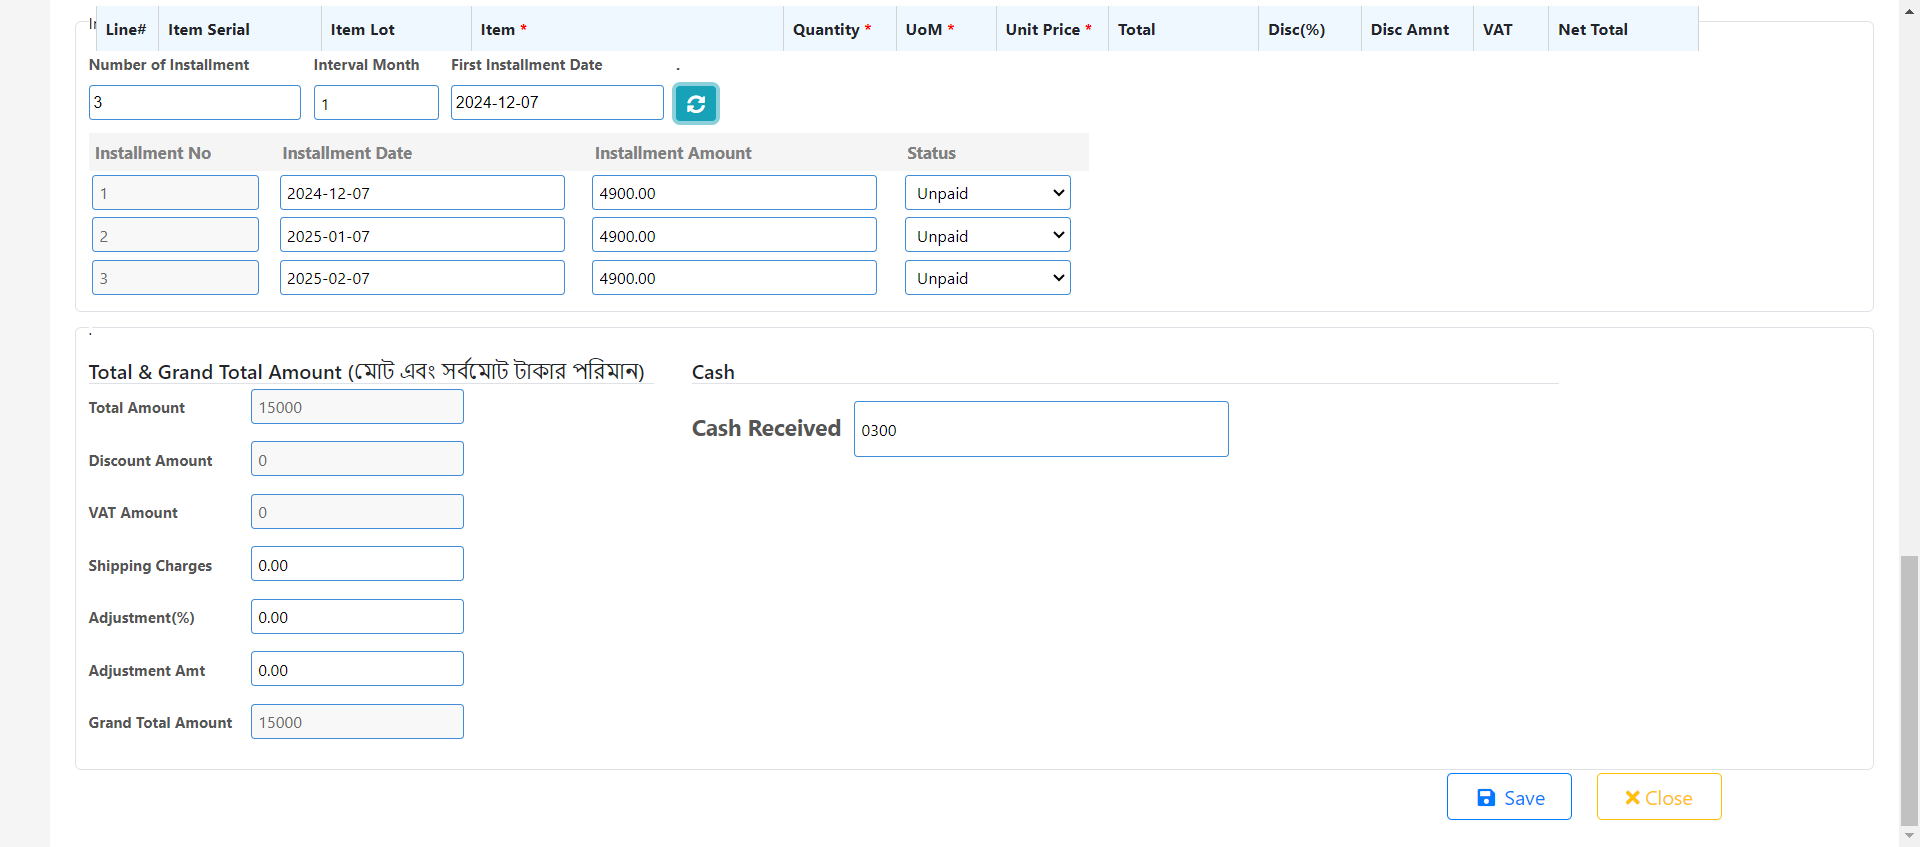 Line# Item Serial Item Lot Item * Quantity * UoM * Unit Price * Total Disc(%) Disc Amnt VAT Net Total
Number of Installment Interval Month First Installment Date .
3 1 2024-12-07
Installment No Installment Date Installment Amount Status
1 2024-12-07 4900.00 Unpaid
2 2025-01-07 4900.00 Unpaid
3 2025-02-07 4900.00 Unpaid
.
Total & Grand Total Amount (মোট এবং সর্বমোট টাকার পরিমান) Cash
Total Amount 15000
Cash Received 0300
Discount Amount 0
VAT Amount 0
Shipping Charges 0.00
Adjustment(%) 0.00
Adjustment Amt 0.00
Grand Total Amount 15000
Save Close